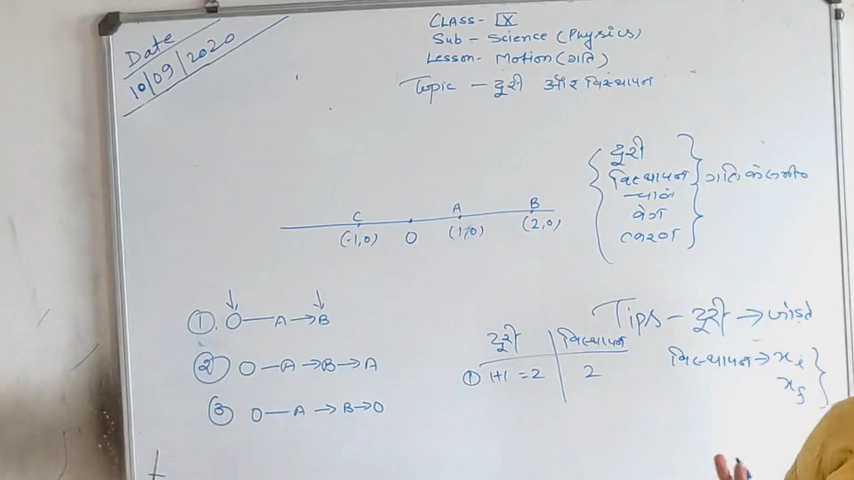 Date
10/09/2020
CLASS- IX
Sub - Science (Physics)
Lesson- Motion (गति)
Topic - दूरी और विस्थापन
दूरी
विस्थापन
चाल
वेग
त्वरण
गति के
C O A B
(-1,0) (1,0) (2,0)
①. O—A→B
② O—A→B→A
③ O—A→B→O
दूरी | विस्थापन
① 1+1 = 2 | 2
Tips - दूरी → जोड़ते
विस्थापन → xi
xf